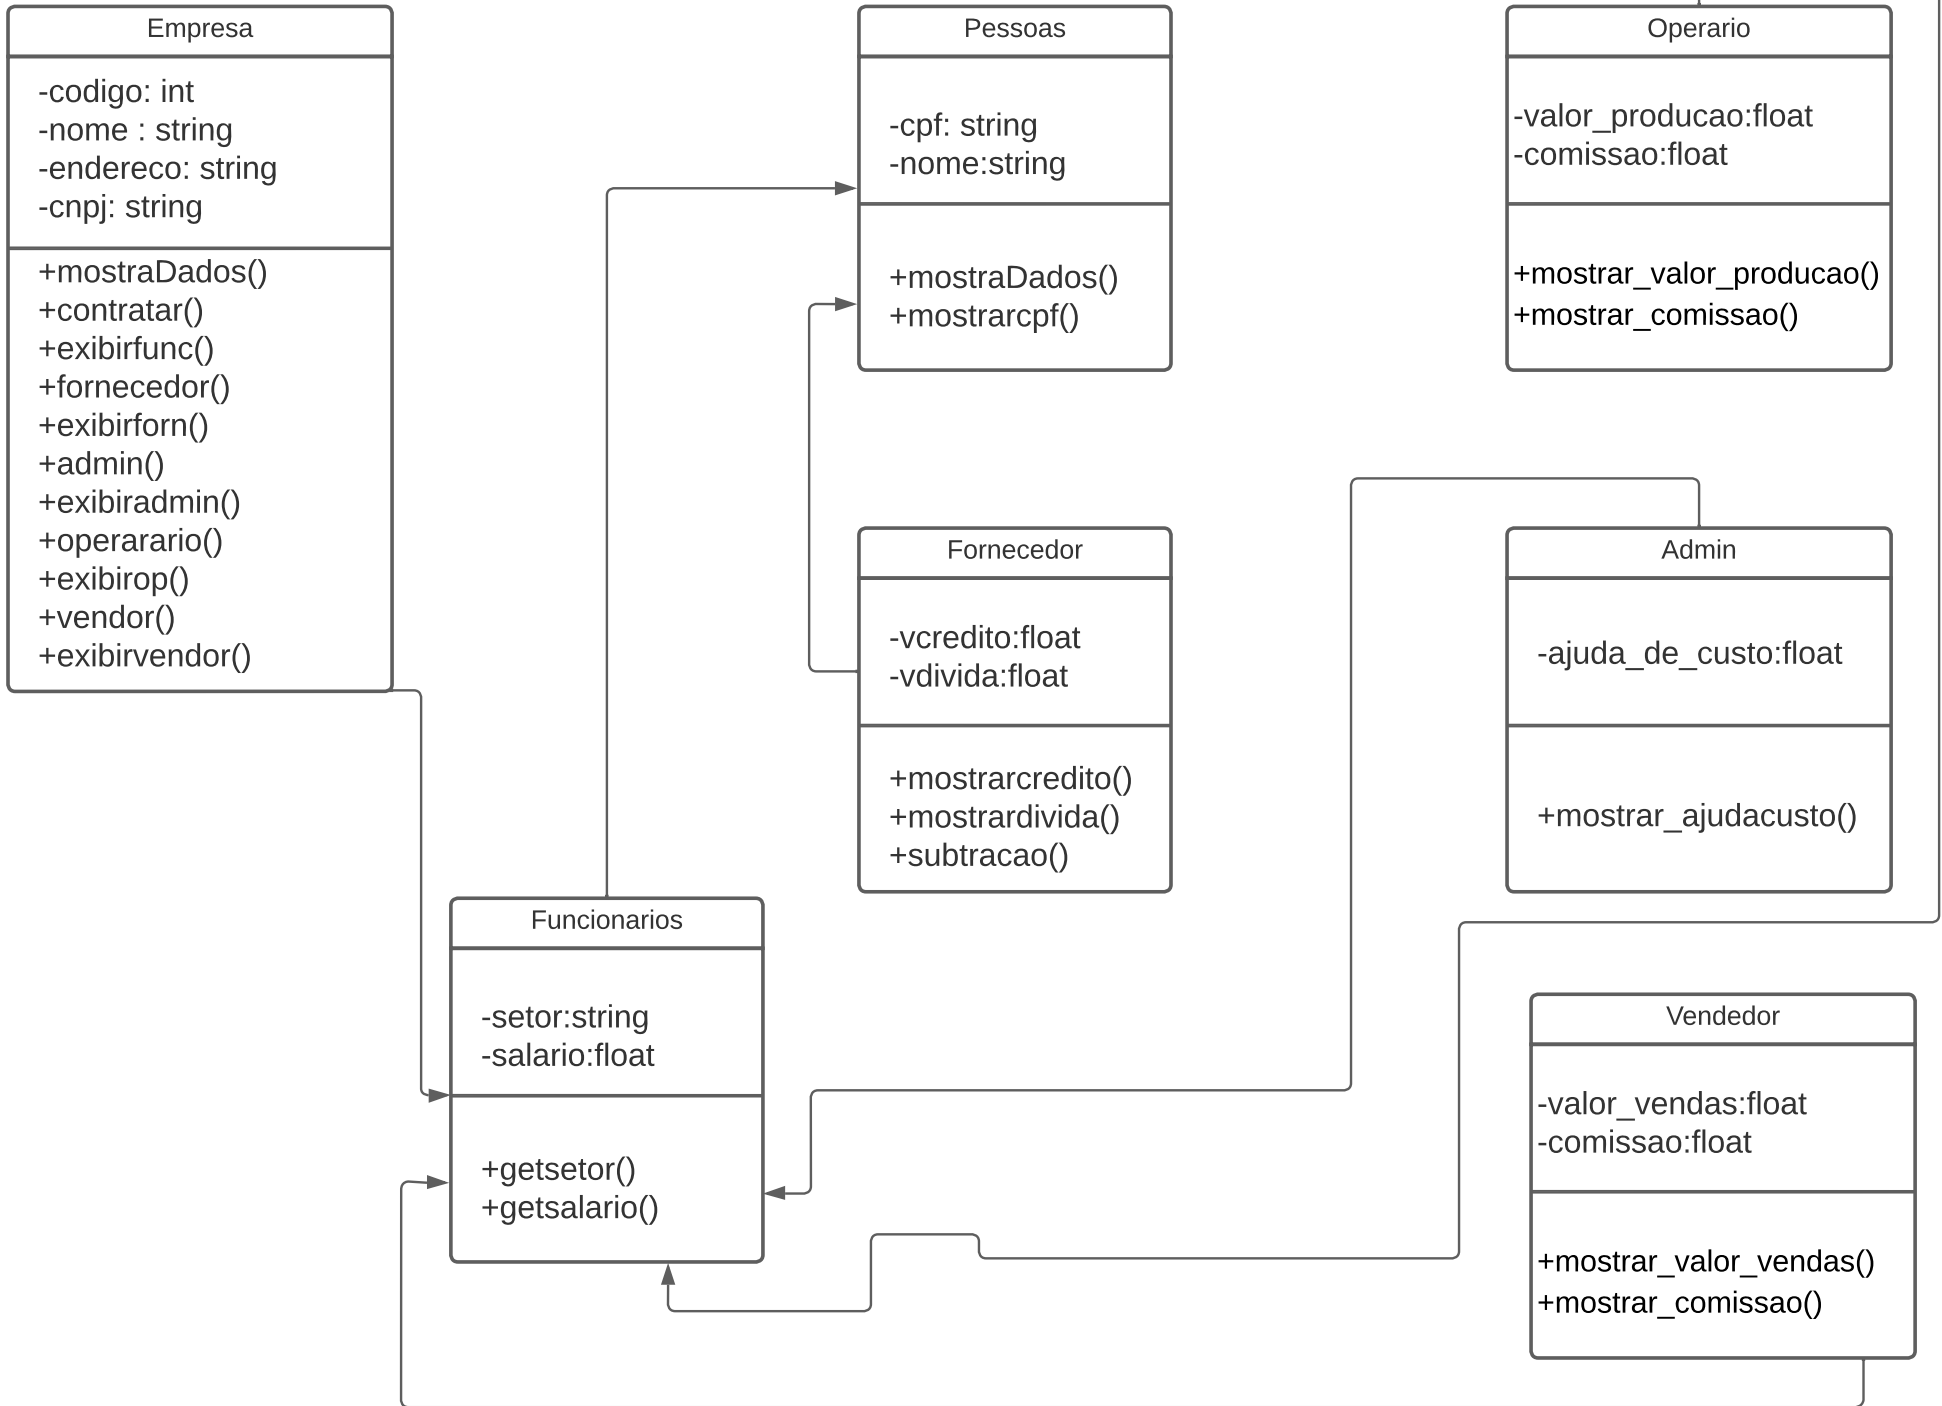 Empresa
-codigo: int
-nome : string
-endereco: string
-cnpj: string
+mostraDados()
+contratar()
+exibirfunc()
+fornecedor()
+exibirforn()
+admin()
+exibiradmin()
+operarario()
+exibirop()
+vendor()
+exibirvendor()
Pessoas
-cpf: string
-nome:string
+mostraDados()
+mostrarcpf()
Operario
-valor_producao:float
-comissao:float
+mostrar_valor_producao()
+mostrar_comissao()
Fornecedor
-vcredito:float
-vdivida:float
+mostrarcredito()
+mostrardivida()
+subtracao()
Admin
-ajuda_de_custo:float
+mostrar_ajudacusto()
Funcionarios
-setor:string
-salario:float
+getsetor()
+getsalario()
Vendedor
-valor_vendas:float
-comissao:float
+mostrar_valor_vendas()
+mostrar_comissao()